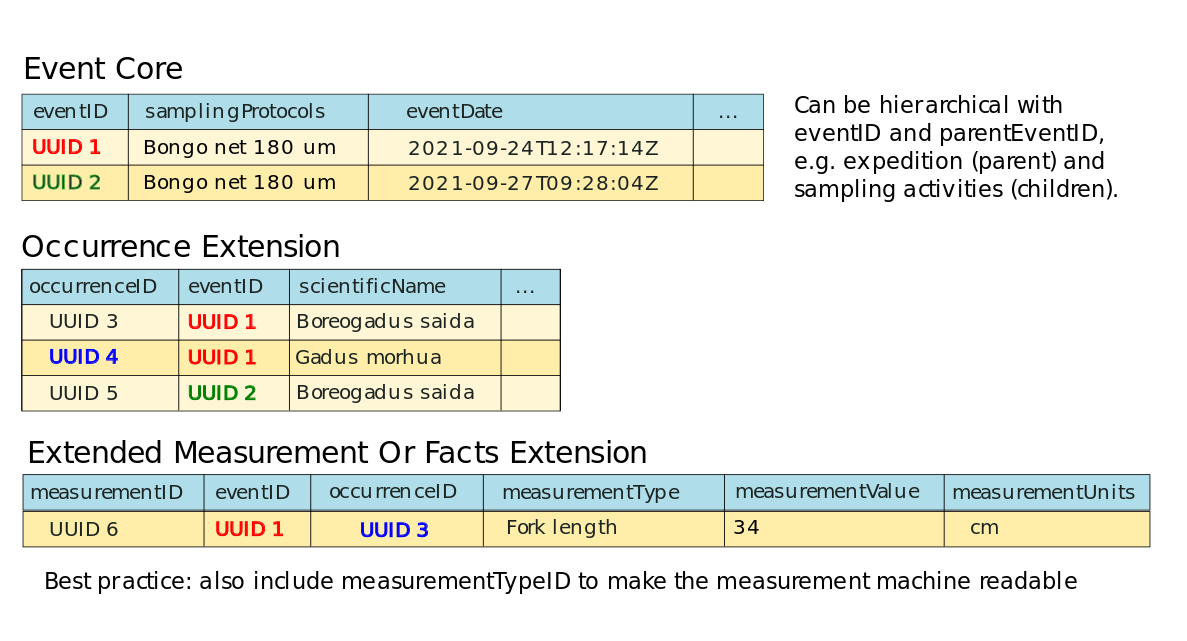 Event Core
eventID samplingProtocols eventDate ...
UUID 1 Bongo net 180 um 2021-09-24T12:17:14Z
UUID 2 Bongo net 180 um 2021-09-27T09:28:04Z
Can be hierarchical with
eventID and parentEventID,
e.g. expedition (parent) and
sampling activities (children).
Occurrence Extension
occurrenceID eventID scientificName ...
UUID 3 UUID 1 Boreogadus saida
UUID 4 UUID 1 Gadus morhua
UUID 5 UUID 2 Boreogadus saida
Extended Measurement Or Facts Extension
measurementID eventID occurrenceID measurementType measurementValue measurementUnits
UUID 6 UUID 1 UUID 3 Fork length 34 cm
Best practice: also include measurementTypeID to make the measurement machine readable